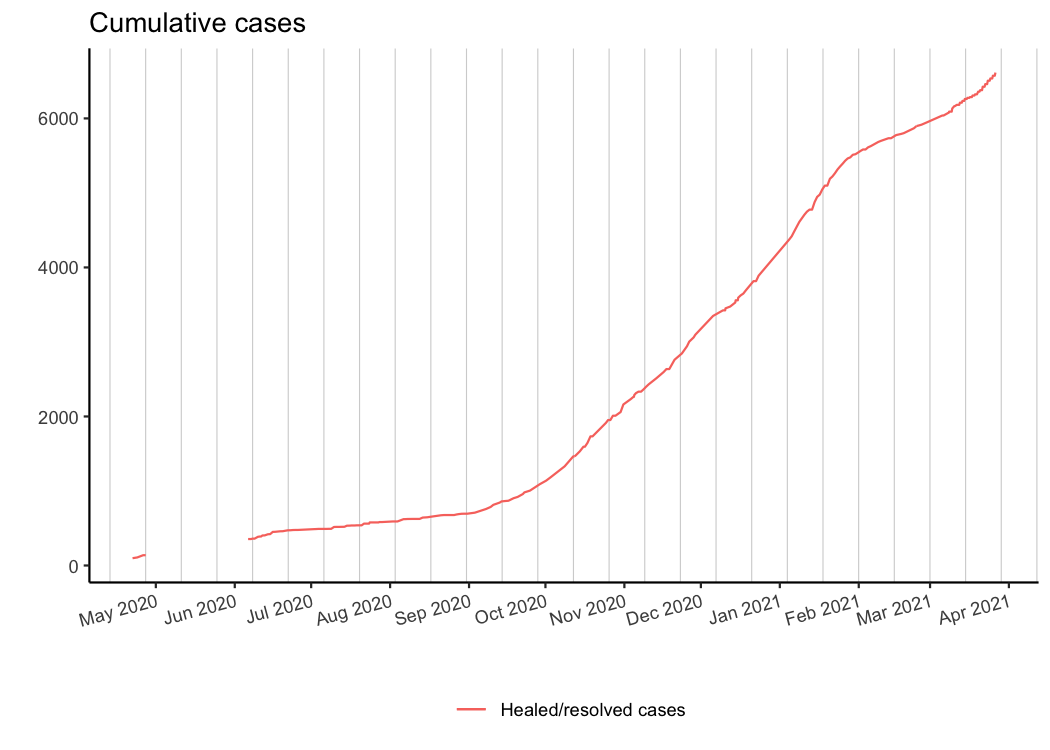 Cumulative cases
6000
4000
2000
0
May 2020
Jun 2020
Jul 2020
Aug 2020
Sep 2020
Oct 2020
Nov 2020
Dec 2020
Jan 2021
Feb 2021
Mar 2021
Apr 2021
Healed/resolved cases